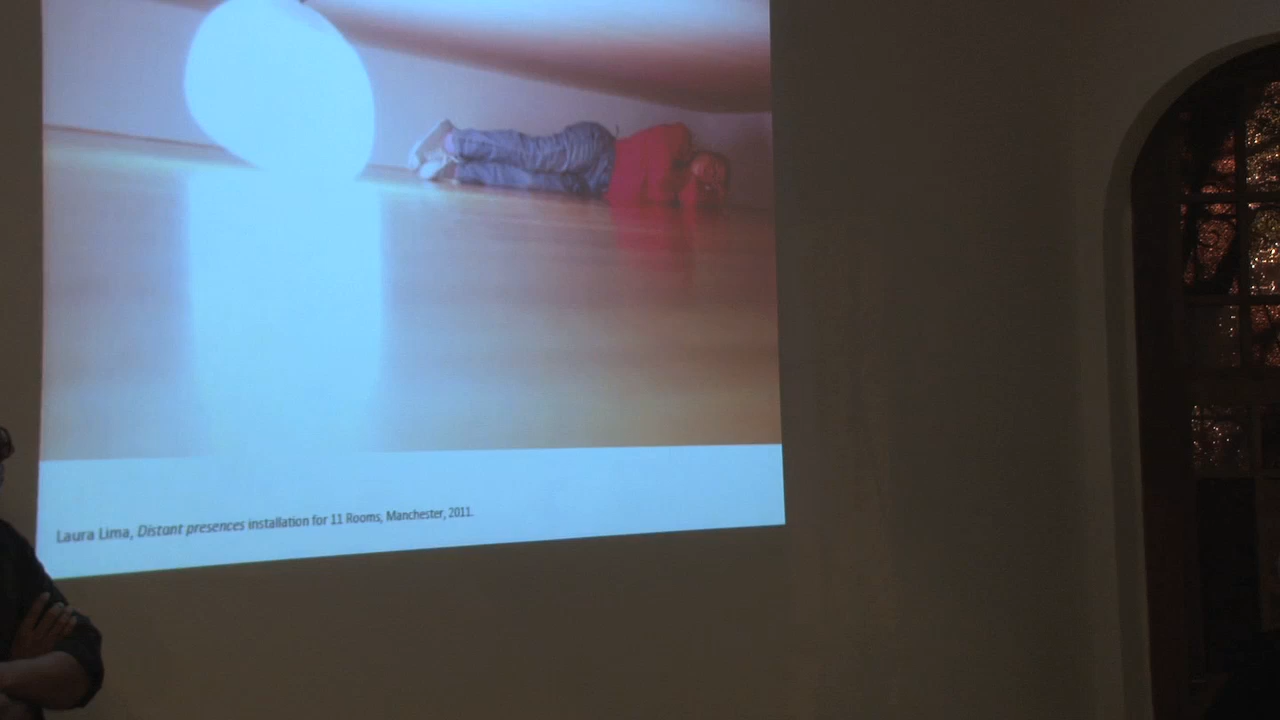 Laura Lima, Distant presences installation for 11 Rooms, Manchester, 2011.